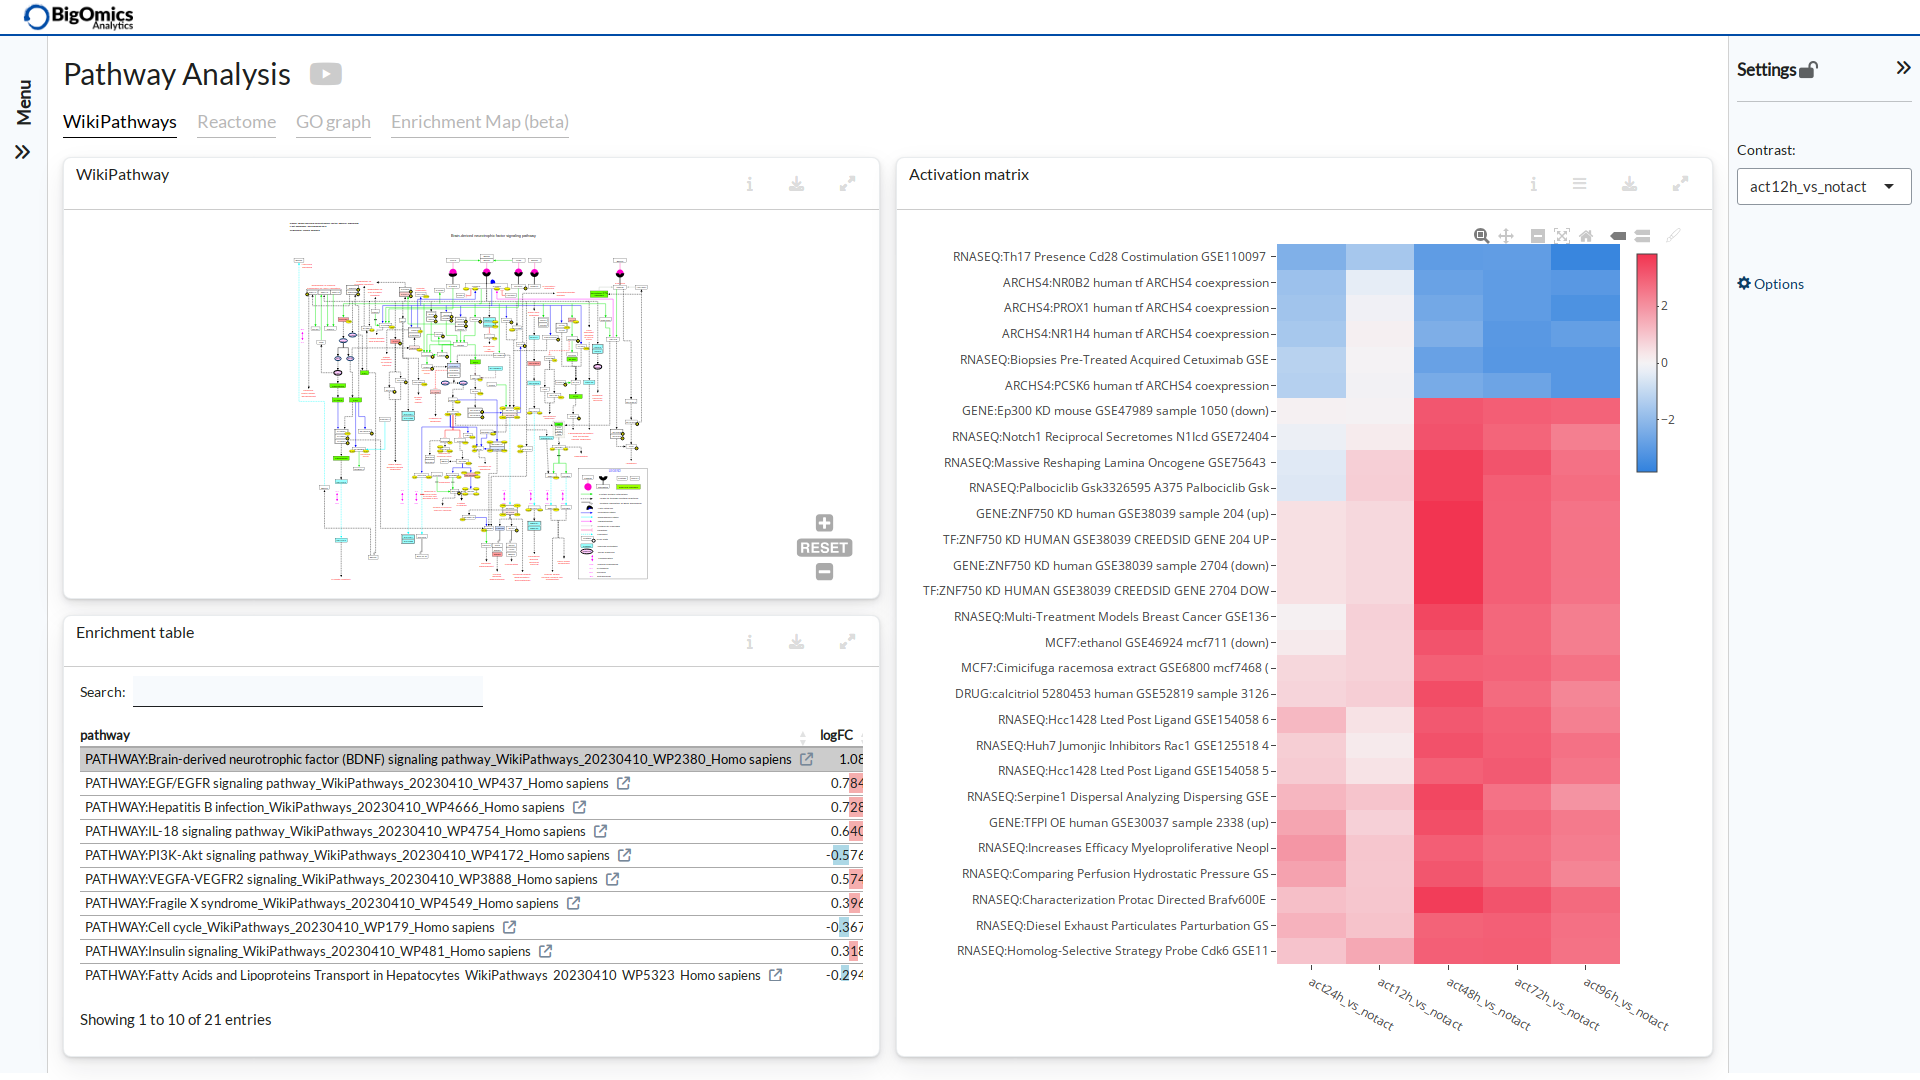 BigOmics
Analytics
Menu
Pathway Analysis
WikiPathways Reactome GO graph Enrichment Map (beta)
WikiPathway
Brain-derived neurotrophic factor signaling pathway
RESET
Enrichment table
Search:
pathway logFC
PATHWAY:Brain-derived neurotrophic factor (BDNF) signaling pathway_WikiPathways_20230410_WP2380_Homo sapiens 1.08
PATHWAY:EGF/EGFR signaling pathway_WikiPathways_20230410_WP437_Homo sapiens 0.784
PATHWAY:Hepatitis B infection_WikiPathways_20230410_WP4666_Homo sapiens 0.728
PATHWAY:IL-18 signaling pathway_WikiPathways_20230410_WP4754_Homo sapiens 0.640
PATHWAY:PI3K-Akt signaling pathway_WikiPathways_20230410_WP4172_Homo sapiens -0.576
PATHWAY:VEGFA-VEGFR2 signaling_WikiPathways_20230410_WP3888_Homo sapiens 0.574
PATHWAY:Fragile X syndrome_WikiPathways_20230410_WP4549_Homo sapiens 0.396
PATHWAY:Cell cycle_WikiPathways_20230410_WP179_Homo sapiens -0.367
PATHWAY:Insulin signaling_WikiPathways_20230410_WP481_Homo sapiens 0.318
PATHWAY:Fatty Acids and Lipoproteins Transport in Hepatocytes_WikiPathways_20230410_WP5323_Homo sapiens -0.294
Showing 1 to 10 of 21 entries
Activation matrix
RNASEQ:Th17 Presence Cd28 Costimulation GSE110097
ARCHS4:NR0B2 human tf ARCHS4 coexpression
ARCHS4:PROX1 human tf ARCHS4 coexpression
ARCHS4:NR1H4 human tf ARCHS4 coexpression
RNASEQ:Biopsies Pre-Treated Acquired Cetuximab GSE
ARCHS4:PCSK6 human tf ARCHS4 coexpression
GENE:Ep300 KD mouse GSE47989 sample 1050 (down)
RNASEQ:Notch1 Reciprocal Secretomes N1Icd GSE72404
RNASEQ:Massive Reshaping Lamina Oncogene GSE75643
RNASEQ:Palbociclib Gsk3326595 A375 Palbociclib Gsk
GENE:ZNF750 KD human GSE38039 sample 204 (up)
TF:ZNF750 KD HUMAN GSE38039 CREEDSID GENE 204 UP
GENE:ZNF750 KD human GSE38039 sample 2704 (down)
TF:ZNF750 KD HUMAN GSE38039 CREEDSID GENE 2704 DOW
RNASEQ:Multi-Treatment Models Breast Cancer GSE136
MCF7:ethanol GSE46924 mcf711 (down)
MCF7:Cimicifuga racemosa extract GSE6800 mcf7468 (
DRUG:calcitriol 5280453 human GSE52819 sample 3126
RNASEQ:Hcc1428 Lted Post Ligand GSE154058 6
RNASEQ:Huh7 Jumonjic Inhibitors Rac1 GSE125518 4
RNASEQ:Hcc1428 Lted Post Ligand GSE154058 5
RNASEQ:Serpine1 Dispersal Analyzing Dispersing GSE
GENE:TFPI OE human GSE30037 sample 2338 (up)
RNASEQ:Increases Efficacy Myeloproliferative Neopl
RNASEQ:Comparing Perfusion Hydrostatic Pressure GS
RNASEQ:Characterization Protac Directed Brafv600E
RNASEQ:Diesel Exhaust Particulates Parturbation GS
RNASEQ:Homolog-Selective Strategy Probe Cdk6 GSE11
act24h_vs_notact
act12h_vs_notact
act48h_vs_notact
act72h_vs_notact
act96h_vs_notact
2
0
−2
Settings
Contrast:
act12h_vs_notact
Options